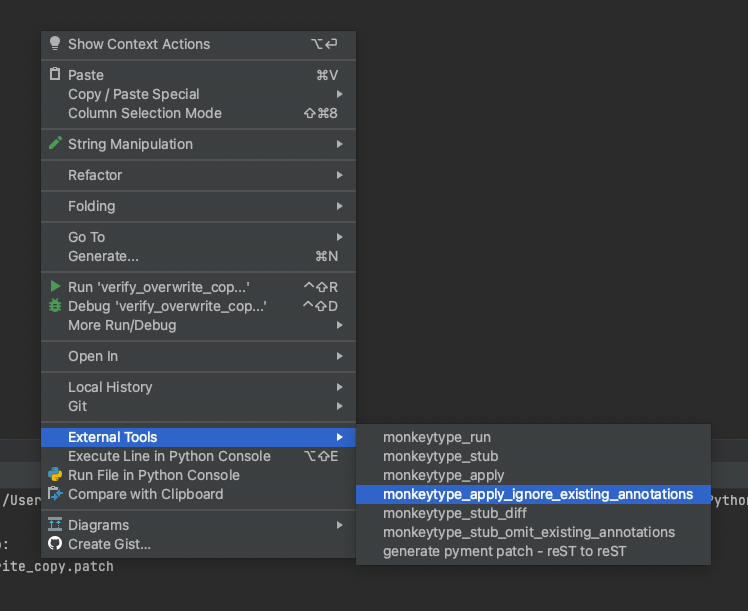 Show Context Actions ⌥⏎
Paste ⌘V
Copy / Paste Special
Column Selection Mode ⇧⌘8
String Manipulation
Refactor
Folding
Go To
Generate... ⌘N
Run 'verify_overwrite_cop...' ^⇧R
Debug 'verify_overwrite_cop...' ^⇧D
More Run/Debug
Open In
Local History
Git
External Tools
Execute Line in Python Console ⌥⇧E
Run File in Python Console
Compare with Clipboard
Diagrams
Create Gist...
monkeytype_run
monkeytype_stub
monkeytype_apply
monkeytype_apply_ignore_existing_annotations
monkeytype_stub_diff
monkeytype_stub_omit_existing_annotations
generate pyment patch - reST to reST
/User
Python
:
ite_copy.patch